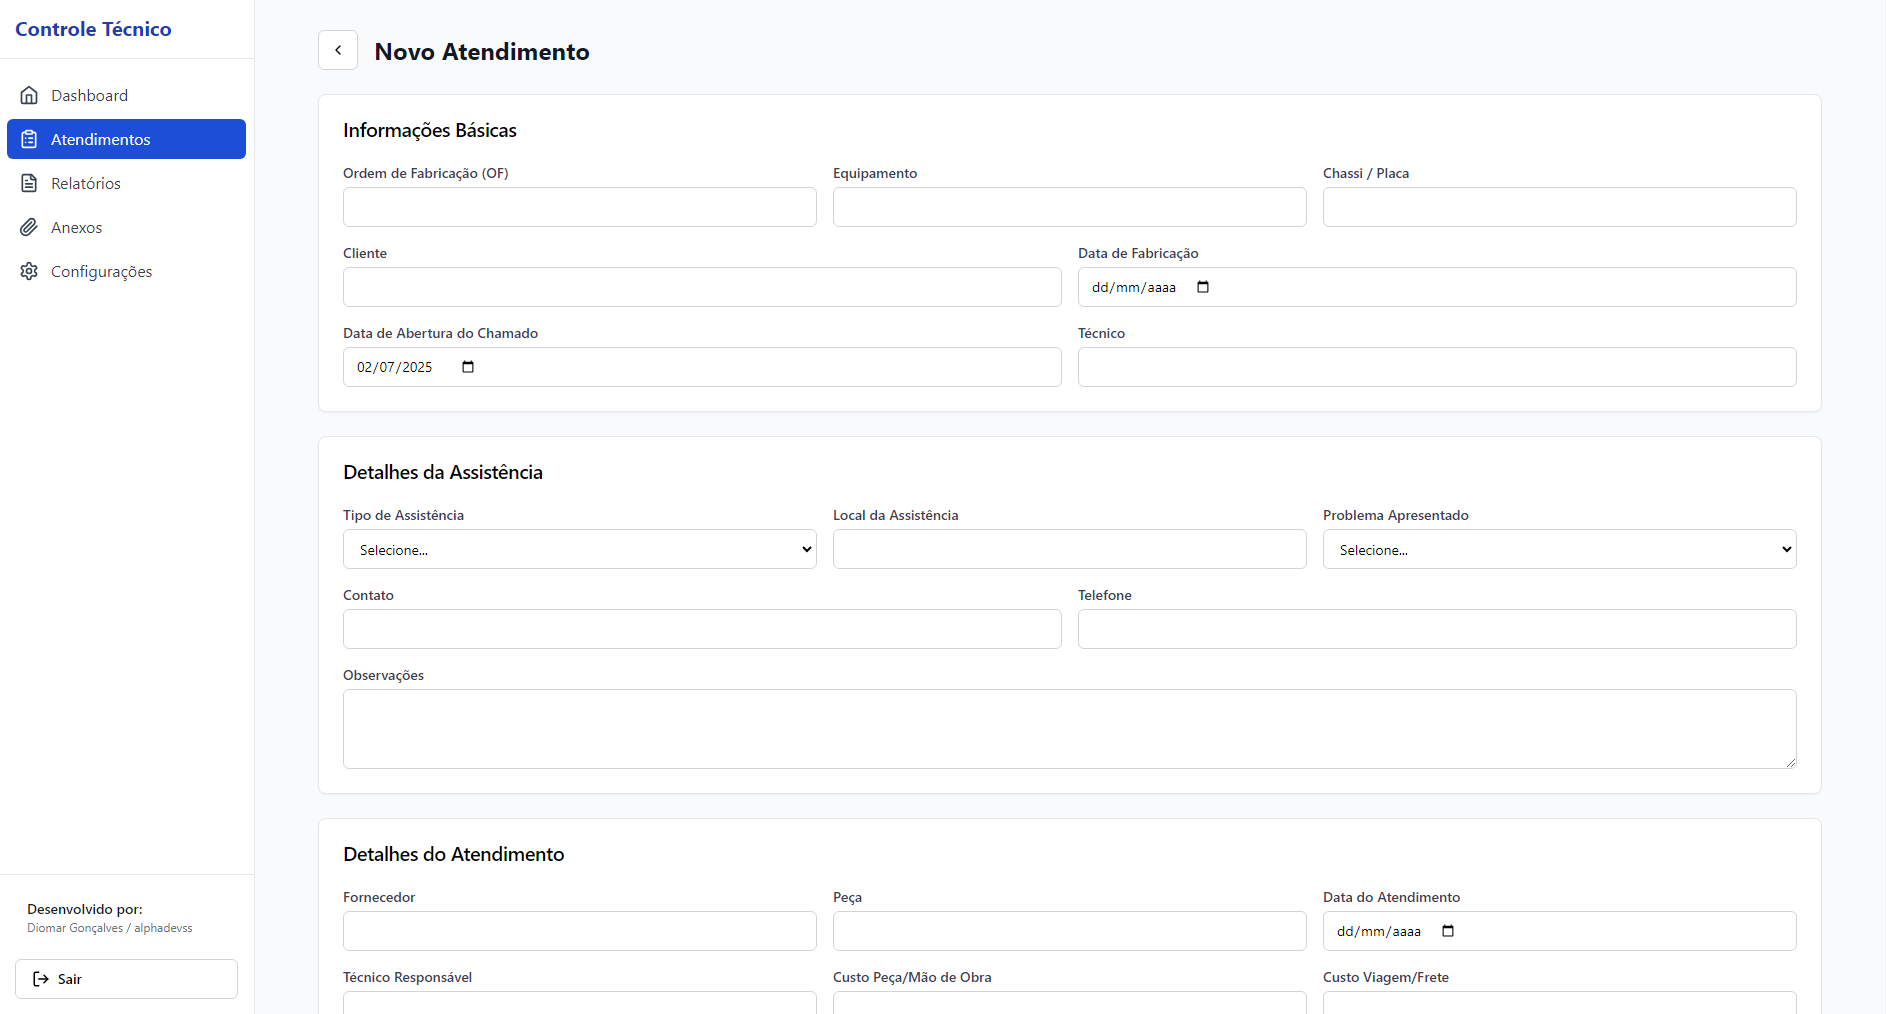 Controle Técnico
Dashboard
Atendimentos
Relatórios
Anexos
Configurações
Desenvolvido por:
Diomar Gonçalves / alphadevss
Sair
Novo Atendimento
Informações Básicas
Ordem de Fabricação (OF) Equipamento Chassi / Placa
Cliente Data de Fabricação
dd/mm/aaaa
Data de Abertura do Chamado Técnico
02/07/2025
Detalhes da Assistência
Tipo de Assistência Local da Assistência Problema Apresentado
Selecione... Selecione...
Contato Telefone
Observações
Detalhes do Atendimento
Fornecedor Peça Data do Atendimento
dd/mm/aaaa
Técnico Responsável Custo Peça/Mão de Obra Custo Viagem/Frete